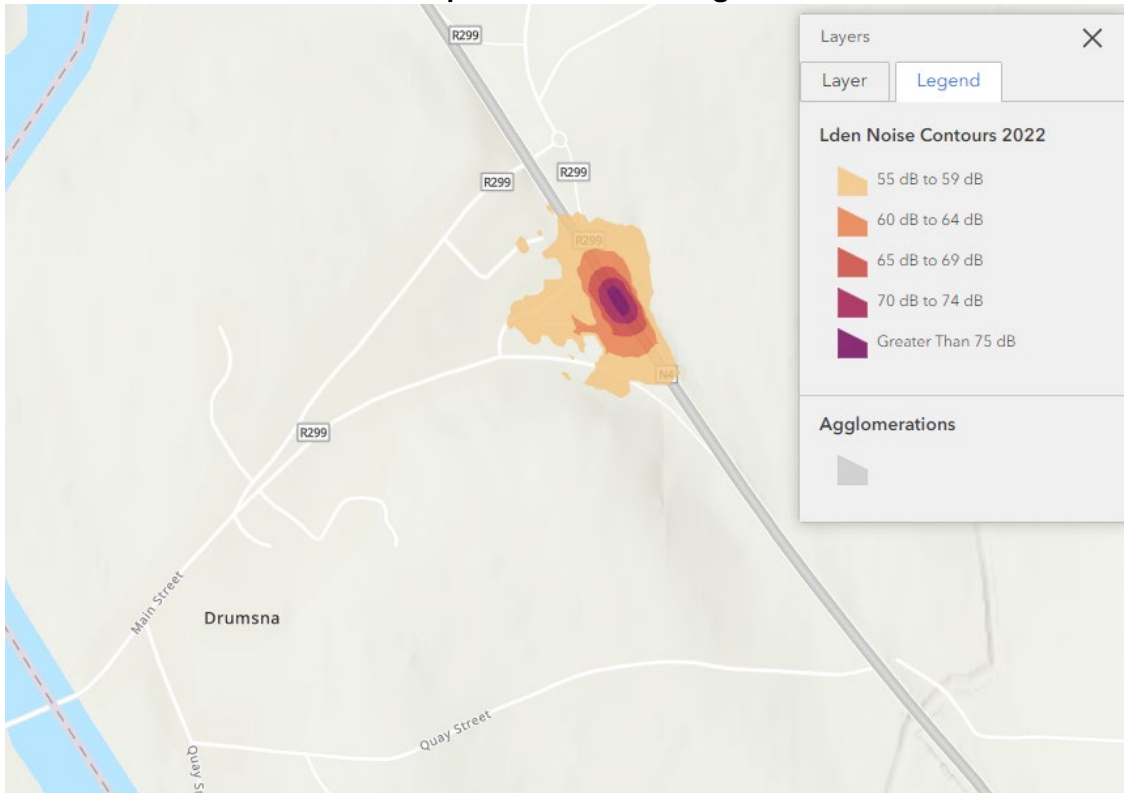 R299
R299
R299
R299
N4
R299
Main Street
Drumsna
Quay Street
Layers
Layer
Legend
Lden Noise Contours 2022
55 dB to 59 dB
60 dB to 64 dB
65 dB to 69 dB
70 dB to 74 dB
Greater Than 75 dB
Agglomerations